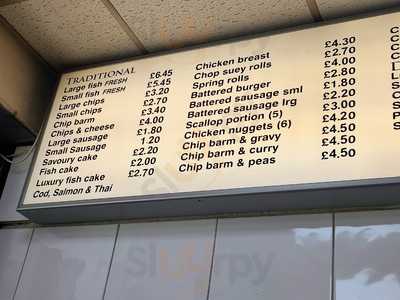 TRADITIONAL
Large fish FRESH £6.45
Small fish FRESH £5.45
Large chips £3.20
Small chips £2.70
Chip barm £3.40
Chips & cheese £4.00
Large sausage £1.80
Small Sausage 1.20
Savoury cake £2.20
Fish cake £2.00
Luxury fish cake £2.70
Cod, Salmon & Thai
Chicken breast £4.30
Chop suey rolls £2.70
Spring rolls £4.00
Battered burger £2.80
Battered sausage sml £1.80
Battered sausage lrg £2.20
Scallop portion (5) £3.00
Chicken nuggets (6) £4.20
Chip barm & gravy £4.50
Chip barm & curry £4.50
Chip barm & peas £4.50